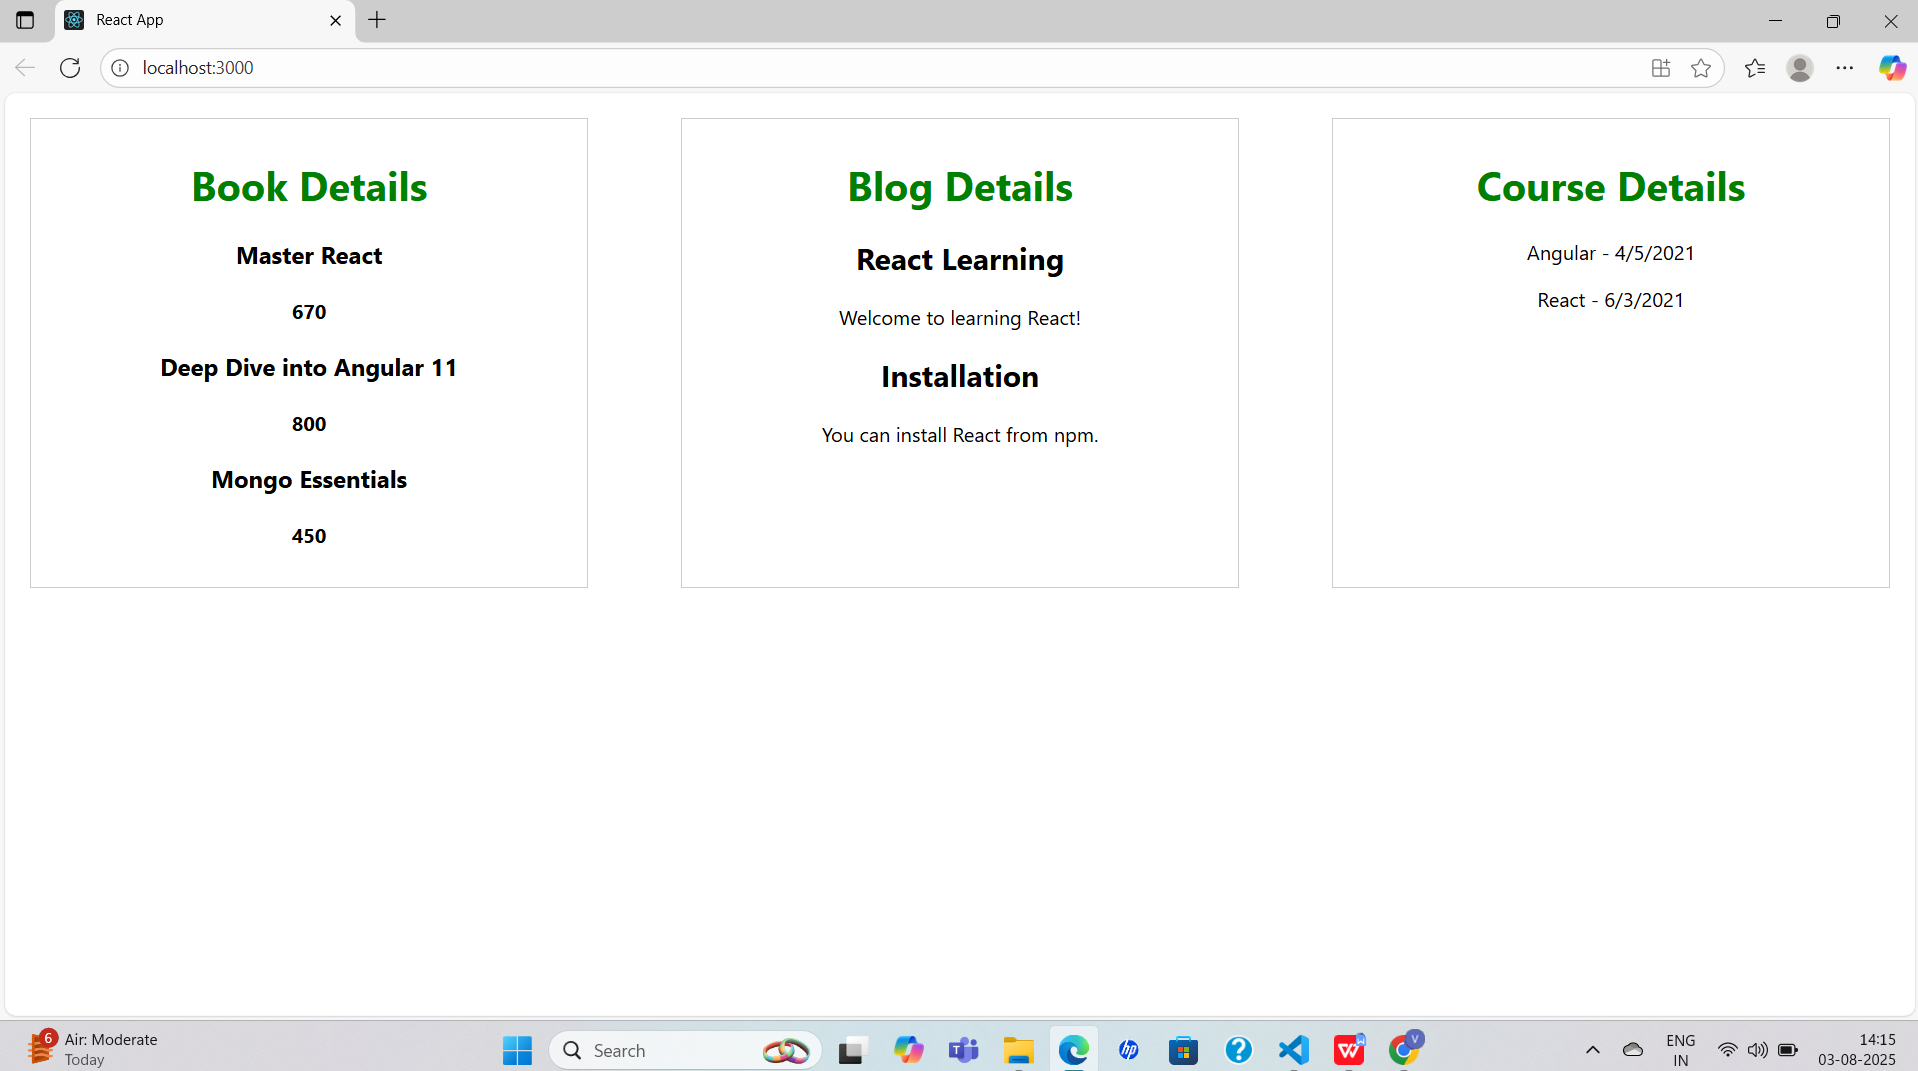 React App
localhost:3000
Book Details
Master React
670
Deep Dive into Angular 11
800
Mongo Essentials
450
Blog Details
React Learning
Welcome to learning React!
Installation
You can install React from npm.
Course Details
Angular - 4/5/2021
React - 6/3/2021
6
Air: Moderate
Today
Search
T
hp
?
W
W
V
ENG
IN
14:15
03-08-2025